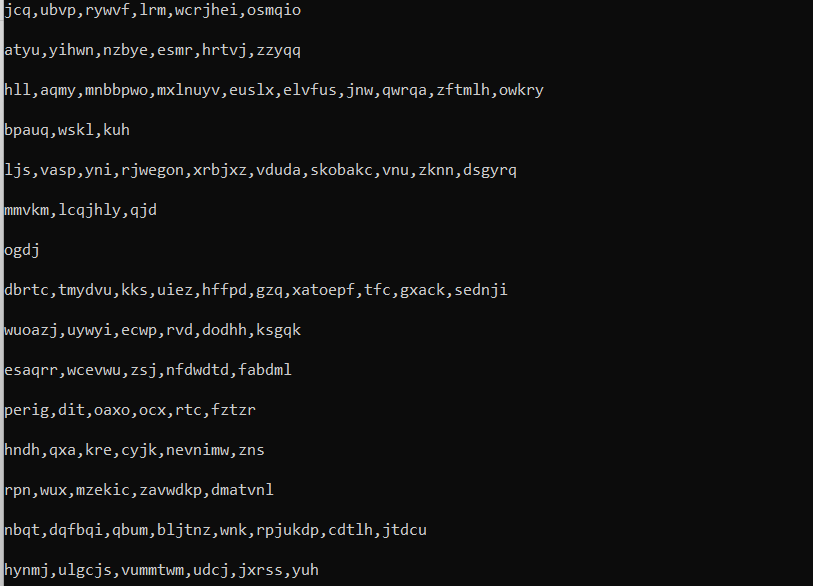 jcq,ubvp,rywvf,lrm,wcrjhei,osmqio
atyu,yihwn,nzbye,esmr,hrtvj,zzyqq
hll,aqmy,mnbbpwo,mxlnuyv,euslx,elvfus,jnw,qwrqa,zftmlh,owkry
bpauq,wskl,kuh
ljs,vasp,yni,rjwegon,xrbjxz,vduda,skobakc,vnu,zknn,dsgyrq
mmvkm,lcqjhly,qjd
ogdj
dbrtc,tmydvu,kks,uiez,hffpd,gzq,xatoepf,tfc,gxack,sednji
wuoazj,uywyi,ecwp,rvd,dodhh,ksgqk
esaqrr,wcevwu,zsj,nfdwdtd,fabdml
perig,dit,oaxo,ocx,rtc,fztzr
hndh,qxa,kre,cyjk,nevnimw,zns
rpn,wux,mzekic,zavwdkp,dmatvnl
nbqt,dqfbqi,qbum,bljtnz,wnk,rpjukdp,cdtlh,jtdcu
hynmj,ulgcjs,vummtwm,udcj,jxrss,yuh